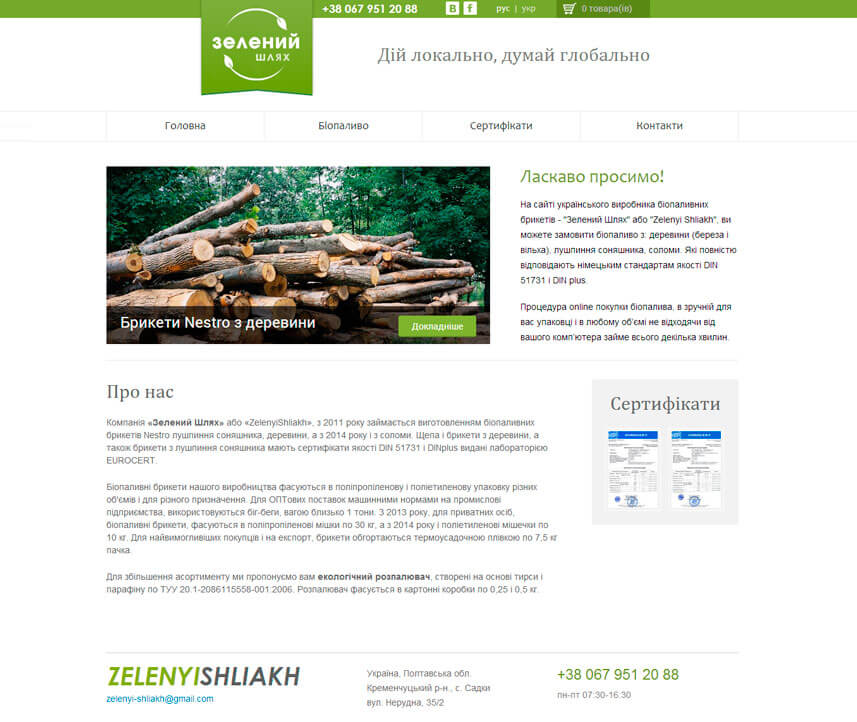 +38 067 951 20 88
рус | укр
0 товара(ів)
зелений
шлях
Дій локально, думай глобально
Головна
Біопаливо
Сертифікати
Контакти
Брикети Nestro з деревини
Докладніше
Ласкаво просимо!
На сайті українського виробника біопаливних
брикетів - "Зелений Шлях" або "Zelenyi Shliakh", ви
можете замовити біопаливо з: деревини (береза і
вільха), лушпиння соняшника, соломи. Які повністю
відповідають німецьким стандартам якості DIN
51731 і DIN plus.
Процедура online покупки біопалива, в зручній для
вас упаковці і в любому об'ємі не відходячи від
вашого комп'ютера займе всього декілька хвилин.
Про нас
Компанія «Зелений Шлях» або «ZelenyiShliakh», з 2011 року займається виготовленням біопаливних
брикетів Nestro лушпиння соняшника, деревини, а з 2014 року і з соломи. Щепа і брикети з деревини, а
також брикети з лушпиння соняшника мають сертифікати якості DIN 51731 і DINplus видані лабораторією
EUROCERT.
Біопаливні брикети нашого виробництва фасуються в поліпропіленову і поліетиленову упаковку різних
об'ємів і для різного призначення. Для ОПТових поставок машинними нормами на промислові
підприємства, використовуються біг-беги, вагою близько 1 тони. З 2013 року, для приватних осіб,
біопаливні брикети, фасуються в поліпропіленові мішки по 30 кг, а з 2014 року і поліетиленові мішечки по
10 кг. Для найвимогливіших покупців і на експорт, брикети обгортаються термоусадочною плівкою по 7,5 кг
пачка.
Для збільшення асортименту ми пропонуємо вам екологічний розпалювач, створені на основі тирси і
парафіну по ТУУ 20.1-2086115558-001:2006. Розпалювач фасується в картонні коробки по 0,25 і 0,5 кг.
Сертифікати
ZELENYISHLIAKH
zelenyi-shliakh@gmail.com
Україна, Полтавська обл.
Кременчуцький р-н., с. Садки
вул. Нерудна, 35/2
+38 067 951 20 88
пн-пт 07:30-16:30